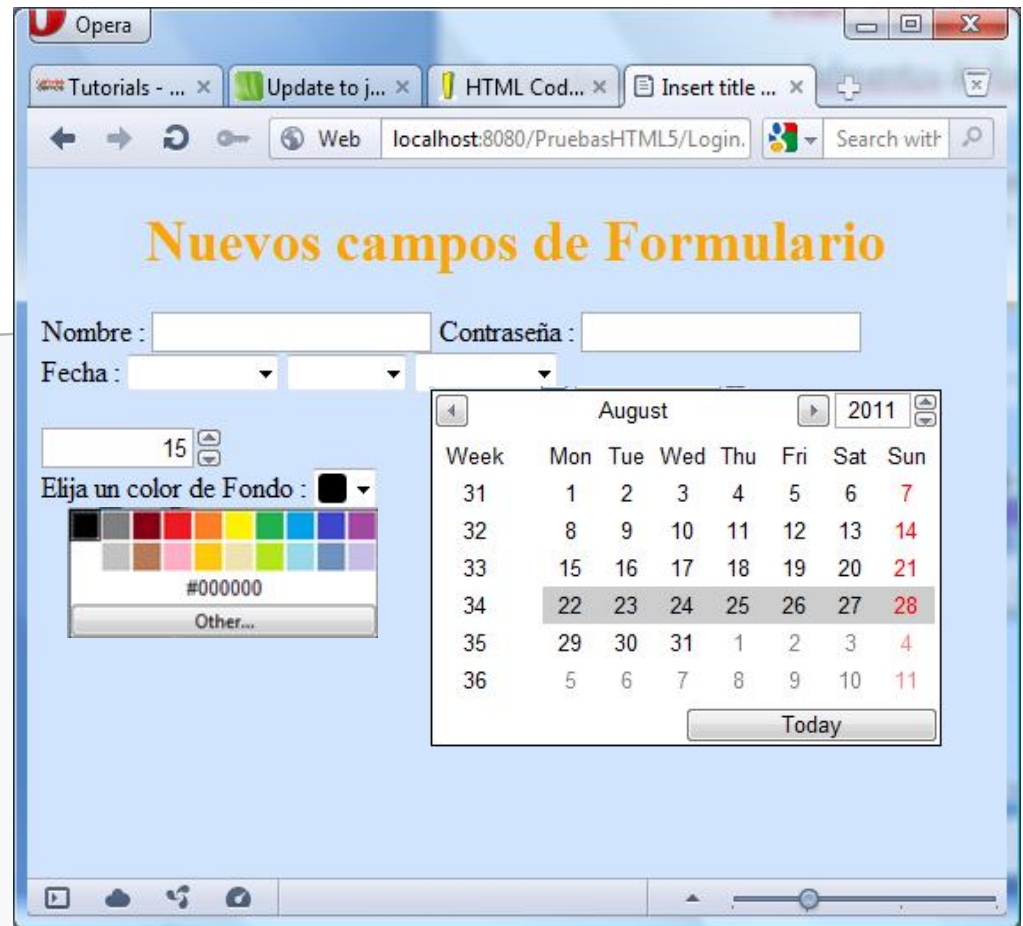 Opera
Tutorials - ... Update to j... HTML Cod... Insert title ...
Web localhost:8080/PruebasHTML5/Login. Search with
Nuevos campos de Formulario
Nombre : Contraseña :
Fecha :
15
Elija un color de Fondo :
#000000
Other...
August 2011
Week Mon Tue Wed Thu Fri Sat Sun
31 1 2 3 4 5 6 7
32 8 9 10 11 12 13 14
33 15 16 17 18 19 20 21
34 22 23 24 25 26 27 28
35 29 30 31 1 2 3 4
36 5 6 7 8 9 10 11
Today